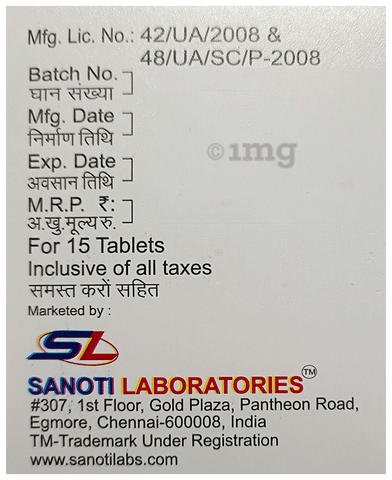 Mfg. Lic. No.: 42/UA/2008 &
48/UA/SC/P-2008
Batch No.
घान संख्या
Mfg. Date
निर्माण तिथि
©1mg
Exp. Date
अवसान तिथि
M.R.P. ₹:
अ.खु.मूल्य रु.
For 15 Tablets
Inclusive of all taxes
समस्त करों सहित
Marketed by :
SL
SANOTI LABORATORIES™
#307, 1st Floor, Gold Plaza, Pantheon Road,
Egmore, Chennai-600008, India
TM-Trademark Under Registration
www.sanotilabs.com